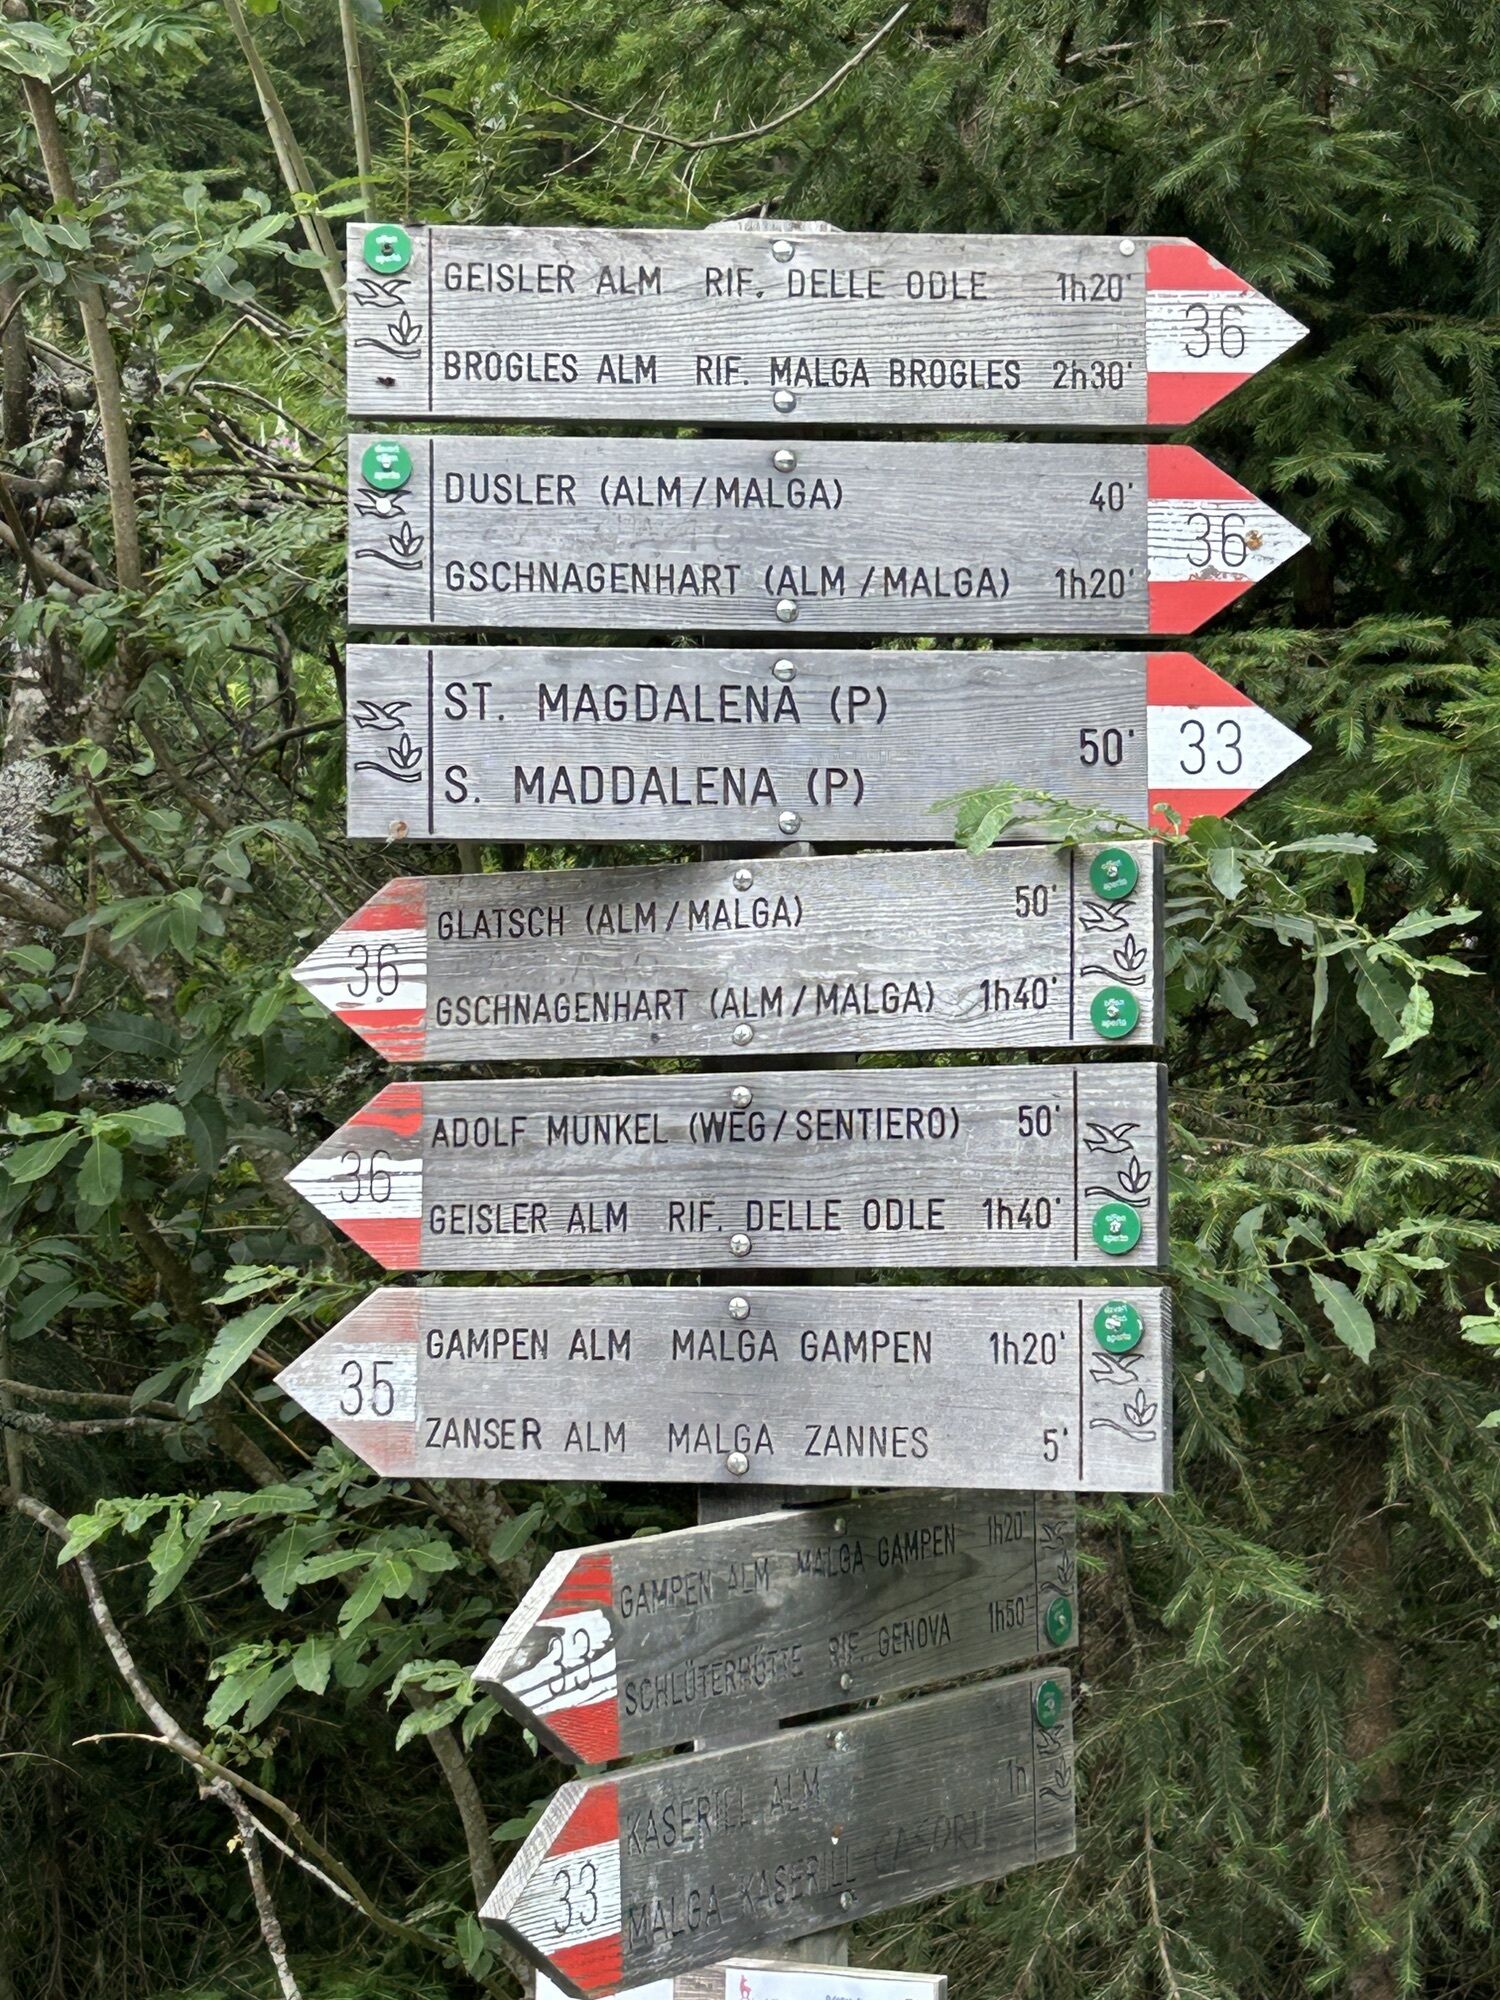 GEISLER ALM RIF. DELLE ODLE 1h20'
BROGLES ALM RIF. MALGA BROGLES 2h30'
36
DUSLER (ALM/MALGA) 40'
GSCHNAGENHART (ALM/MALGA) 1h20'
36
ST. MAGDALENA (P)
S. MADDALENA (P)
50'
33
36
GLATSCH (ALM/MALGA) 50'
GSCHNAGENHART (ALM/MALGA) 1h40'
offen
aperto
36
ADOLF MUNKEL (WEG/SENTIERO) 50'
GEISLER ALM RIF. DELLE ODLE 1h40'
35
GAMPEN ALM MALGA GAMPEN 1h20'
ZANSER ALM MALGA ZANNES 5'
33
GAMPEN ALM MALGA GAMPEN 1h20'
SCHLÜTERHÜTTE RIF. GENOVA 1h50'
33
KASERILL ALM 1h
MALGA KASERILL